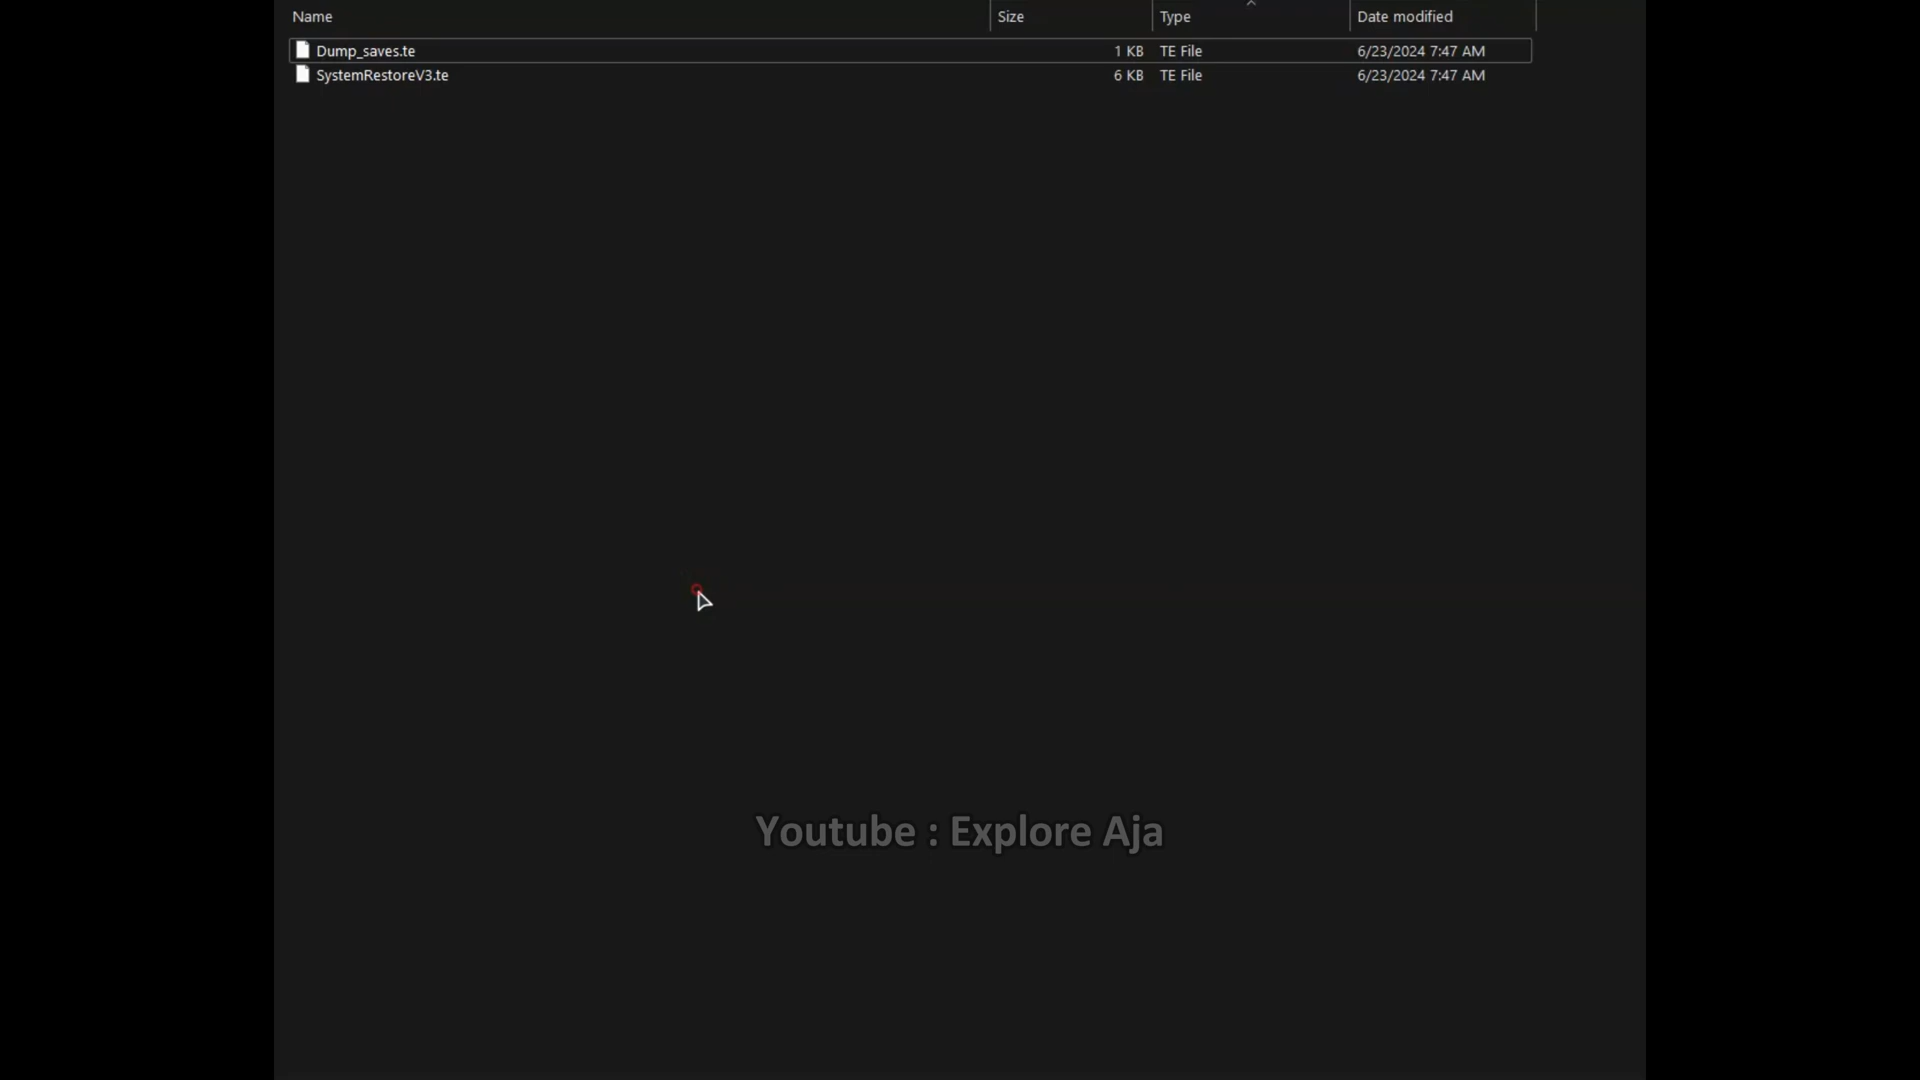 Name Size Type Date modified
Dump_saves.te 1 KB TE File 6/23/2024 7:47 AM
SystemRestoreV3.te 6 KB TE File 6/23/2024 7:47 AM
Youtube : Explore Aja